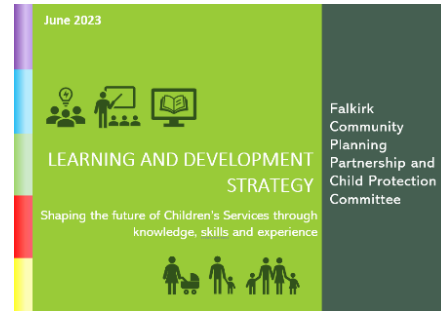 June 2023
LEARNING AND DEVELOPMENT
STRATEGY
Shaping the future of Children's Services through
knowledge, skills and experience
Falkirk
Community
Planning
Partnership and
Child Protection
Committee